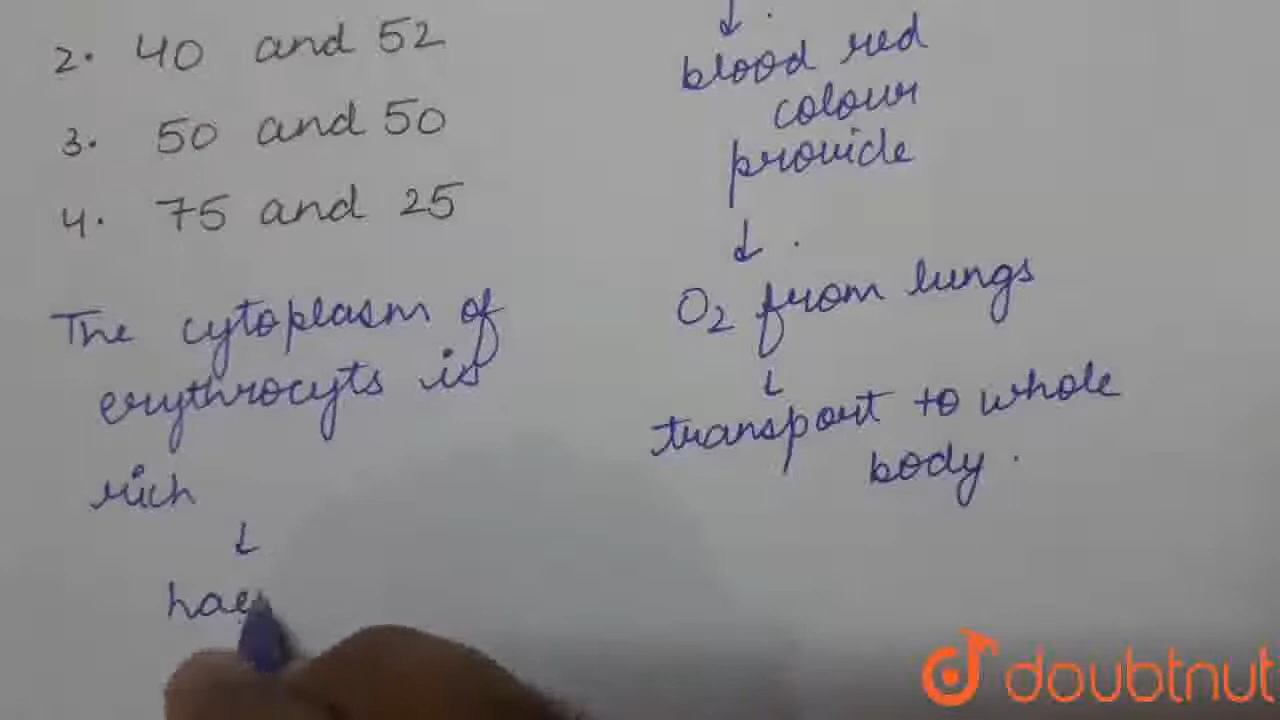 2. 40 and 52
3. 50 and 50
4. 75 and 25
The cytoplasm of
erythrocyts is
rich
↓
hae
↓.
blood red
colour
provide
↓.
O2 from lungs
↓
transport to whole
body.
doubtnut